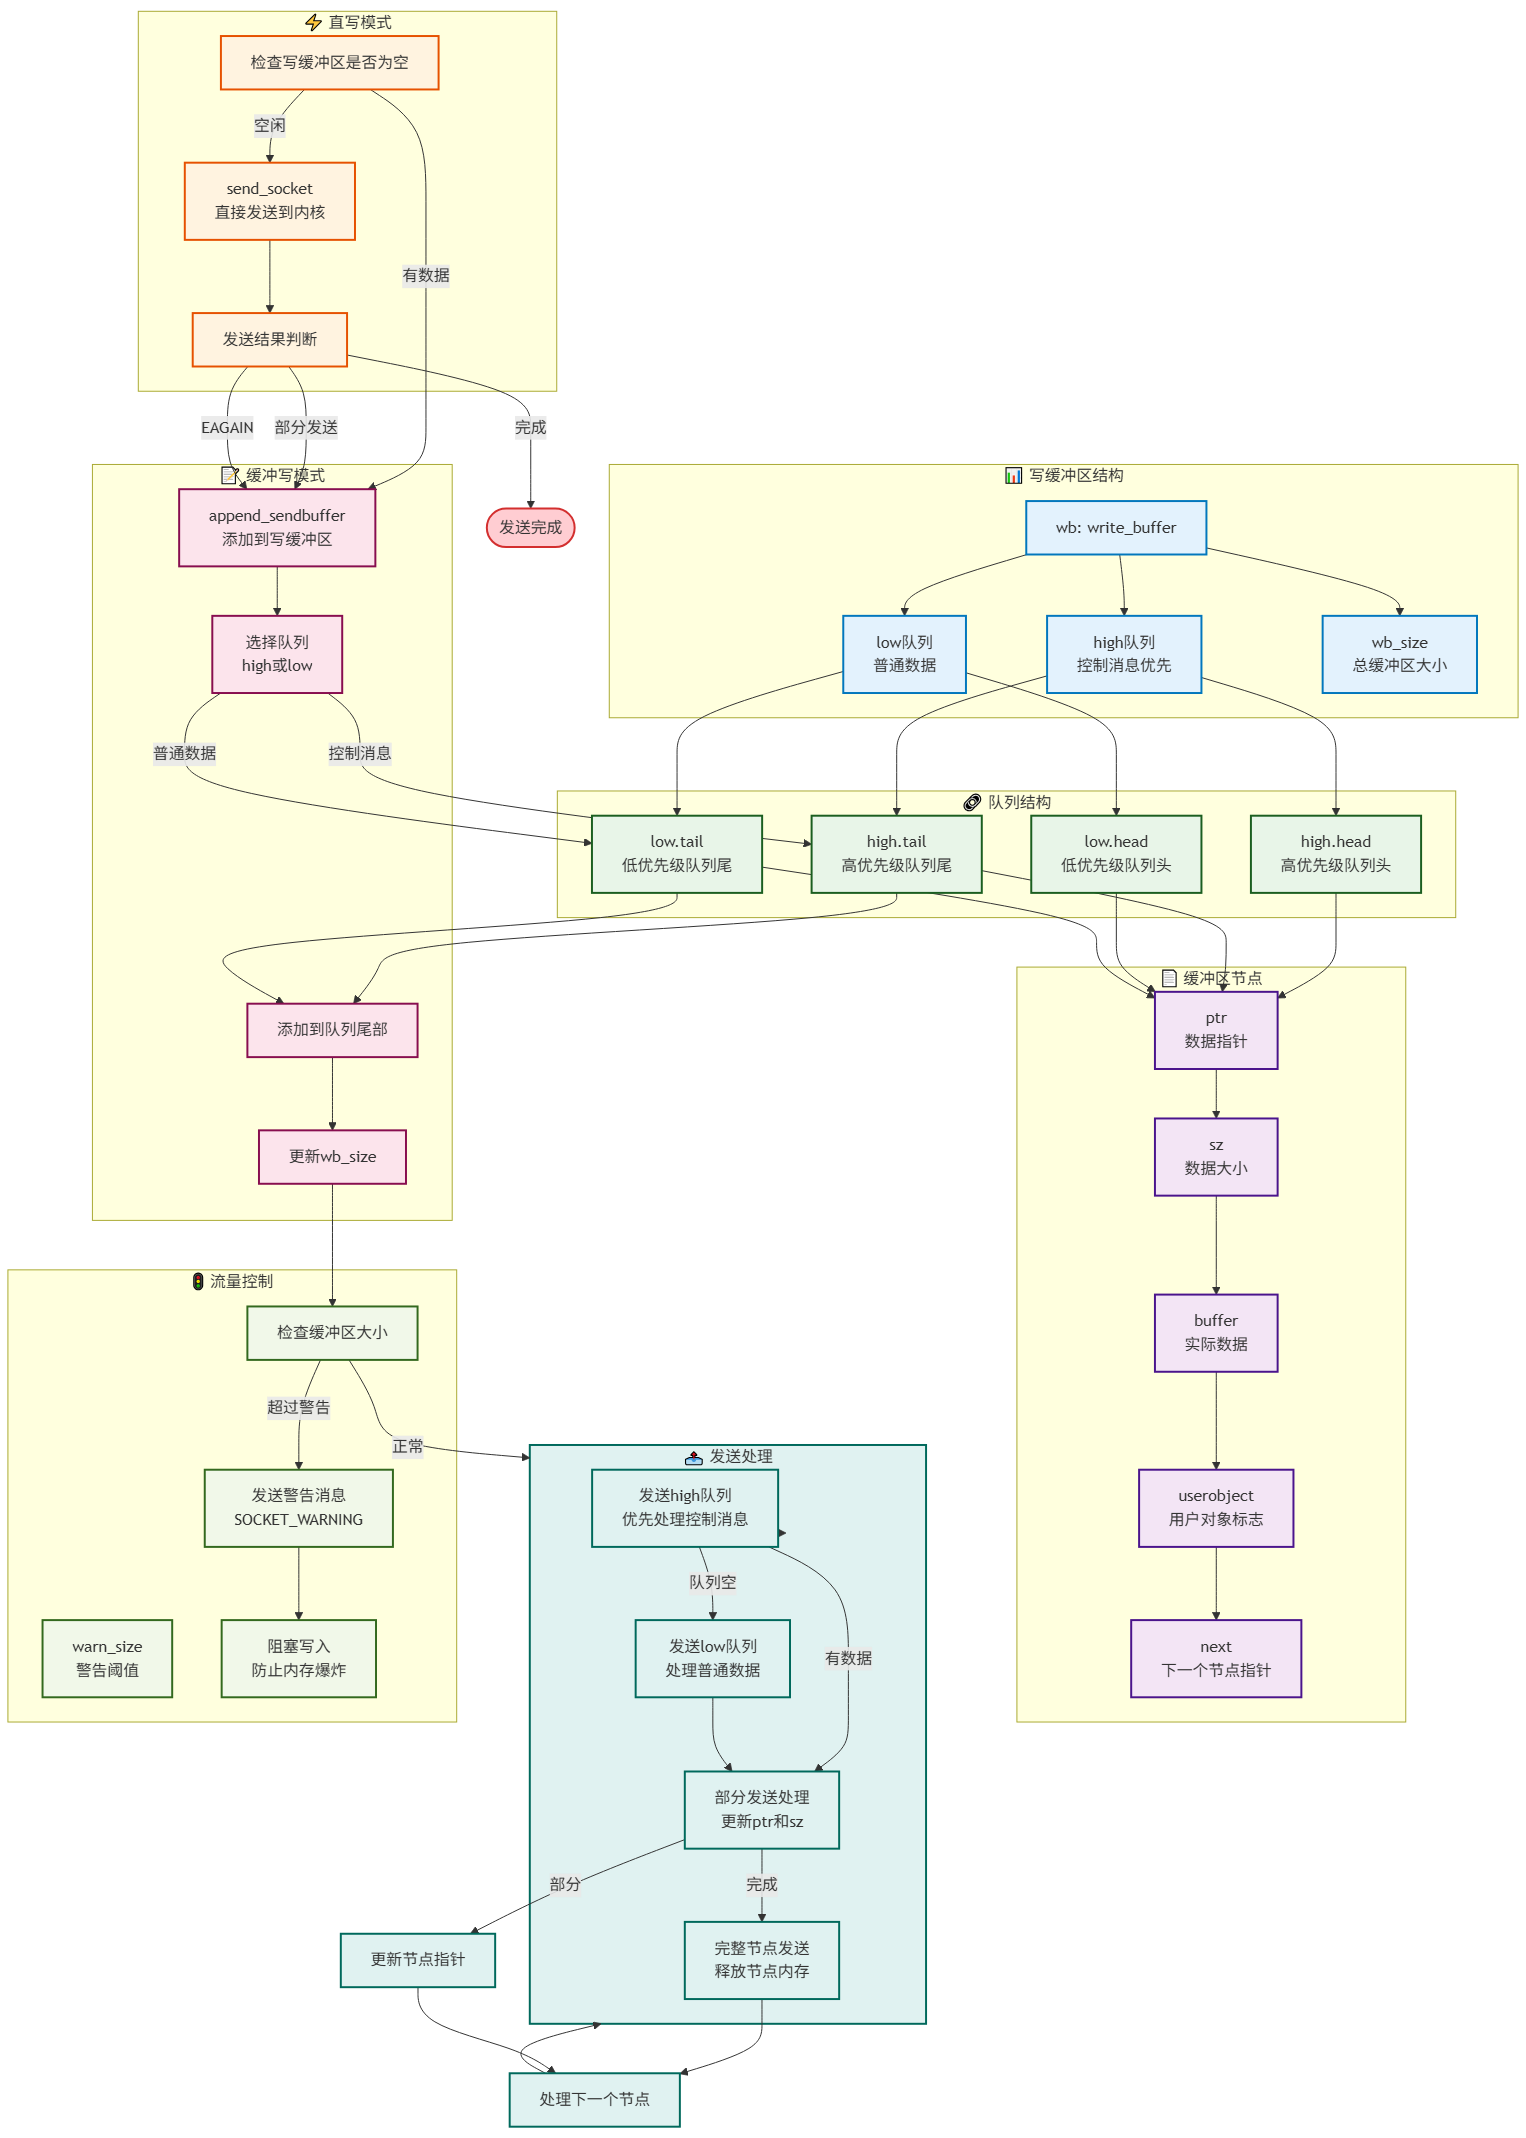 ⚡ 直写模式
检查写缓冲区是否为空
空闲
send_socket
直接发送到内核
有数据
发送结果判断
EAGAIN
部分发送
完成
📝 缓冲写模式
append_sendbuffer
添加到写缓冲区
发送完成
📊 写缓冲区结构
wb: write_buffer
选择队列
high或low
low队列
普通数据
high队列
控制消息优先
wb_size
总缓冲区大小
普通数据
控制消息
🔗 队列结构
low.tail
低优先级队列尾
high.tail
高优先级队列尾
low.head
低优先级队列头
high.head
高优先级队列头
📄 缓冲区节点
添加到队列尾部
ptr
数据指针
更新wb_size
sz
数据大小
🚦 流量控制
检查缓冲区大小
buffer
实际数据
超过警告
正常
📤 发送处理
发送警告消息
SOCKET_WARNING
发送high队列
优先处理控制消息
userobject
用户对象标志
队列空
warn_size
警告阈值
阻塞写入
防止内存爆炸
发送low队列
处理普通数据
有数据
next
下一个节点指针
部分发送处理
更新ptr和sz
部分
完成
更新节点指针
完整节点发送
释放节点内存
处理下一个节点